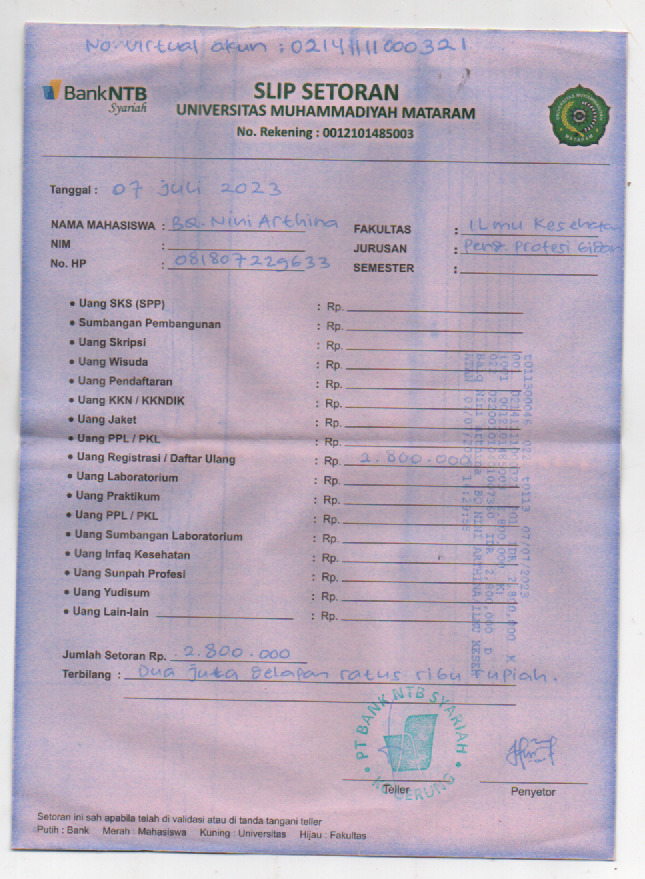 No. Virtual akun : 02141111000321
BankNTB
Syariah
SLIP SETORAN
UNIVERSITAS MUHAMMADIYAH MATARAM
No. Rekening : 0012101485003
Tanggal : 07 juli 2023
NAMA MAHASISWA : BQ. Nini Arthina
FAKULTAS : ILmu Kesehatan
NIM :
JURUSAN : Pend. Profesi Bidan
No. HP : 081807229633
SEMESTER :
• Uang SKS (SPP) : Rp.
• Sumbangan Pembangunan : Rp.
• Uang Skripsi : Rp.
• Uang Wisuda : Rp.
• Uang Pendaftaran : Rp.
• Uang KKN / KKNDIK : Rp.
• Uang Jaket : Rp.
• Uang PPL / PKL : Rp.
• Uang Registrasi / Daftar Ulang : Rp. 2.800.000
• Uang Laboratorium : Rp.
• Uang Praktikum : Rp.
• Uang PPL / PKL : Rp.
• Uang Sumbangan Laboratorium : Rp.
• Uang Infaq Kesehatan : Rp.
• Uang Sunpah Profesi : Rp.
• Uang Yudisum : Rp.
• Uang Lain-lain : Rp.
Jumlah Setoran Rp. 2.800.000
Terbilang : Dua juta delapan ratus ribu rupiah.
PT BANK NTB SYARIAH
Teller
Penyetor
Setoran ini sah apabila telah di validasi atau di tanda tangani teller
Putih : Bank Merah : Mahasiswa Kuning : Universitas Hijau : Fakultas